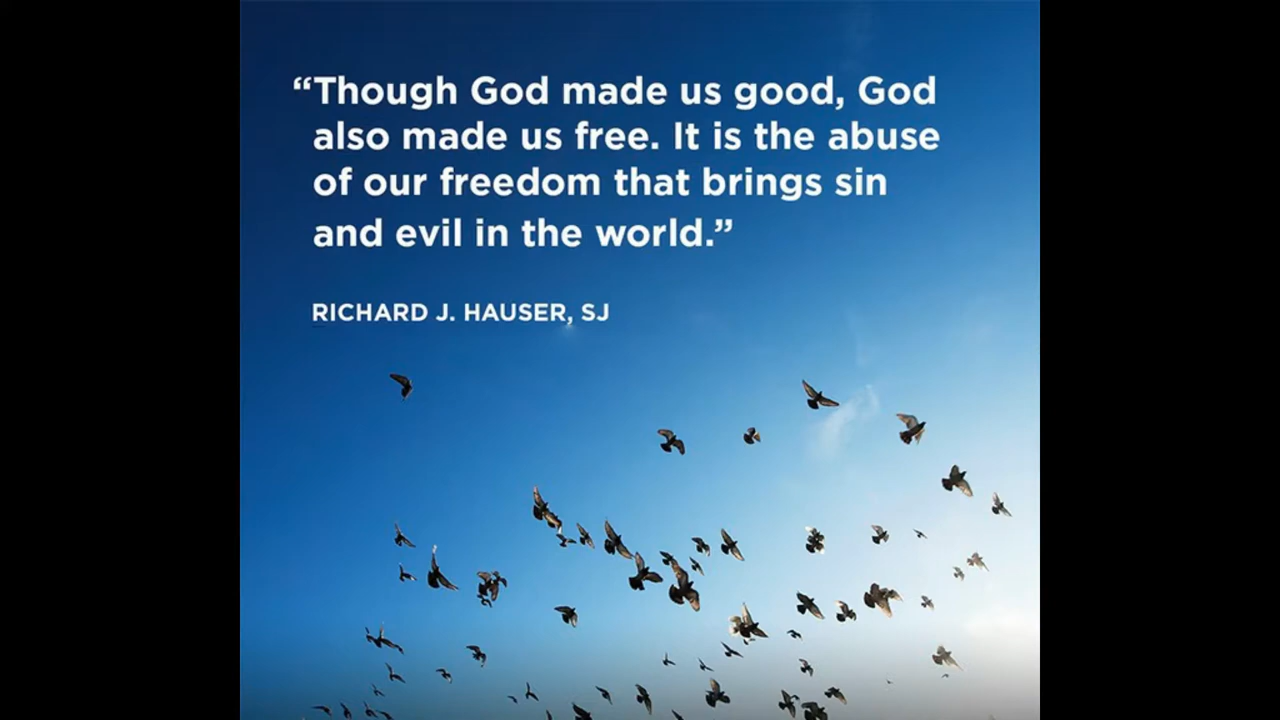 “Though God made us good, God
also made us free. It is the abuse
of our freedom that brings sin
and evil in the world.”
RICHARD J. HAUSER, SJ